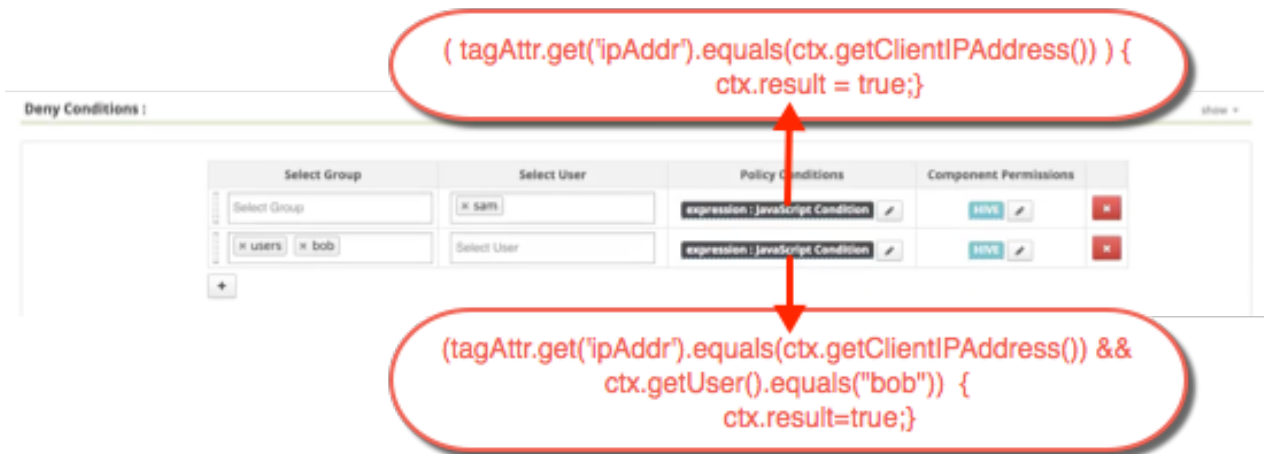 ( tagAttr.get('ipAddr').equals(ctx.getClientIPAddress()) ) {
ctx.result = true;}
Deny Conditions :
show
Select Group Select User Policy Conditions Component Permissions
Select Group × sam expression : JavaScript Condition HIVE ×
× users × bob Select User expression : JavaScript Condition HIVE ×
+
(tagAttr.get('ipAddr').equals(ctx.getClientIPAddress()) &&
ctx.getUser().equals("bob")) {
ctx.result=true;}